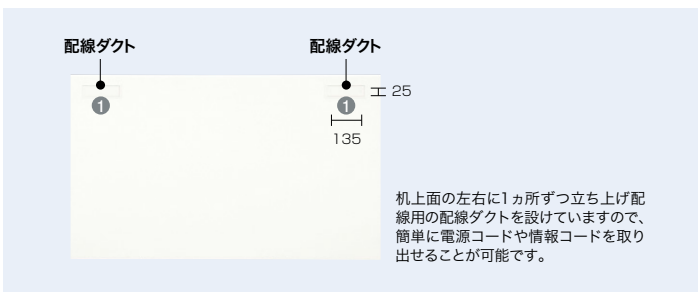 配線ダクト
配線ダクト
1
1
25
135
机上面の左右に1ヵ所ずつ立ち上げ配
線用の配線ダクトを設けていますので、
簡単に電源コードや情報コードを取り
出せることが可能です。